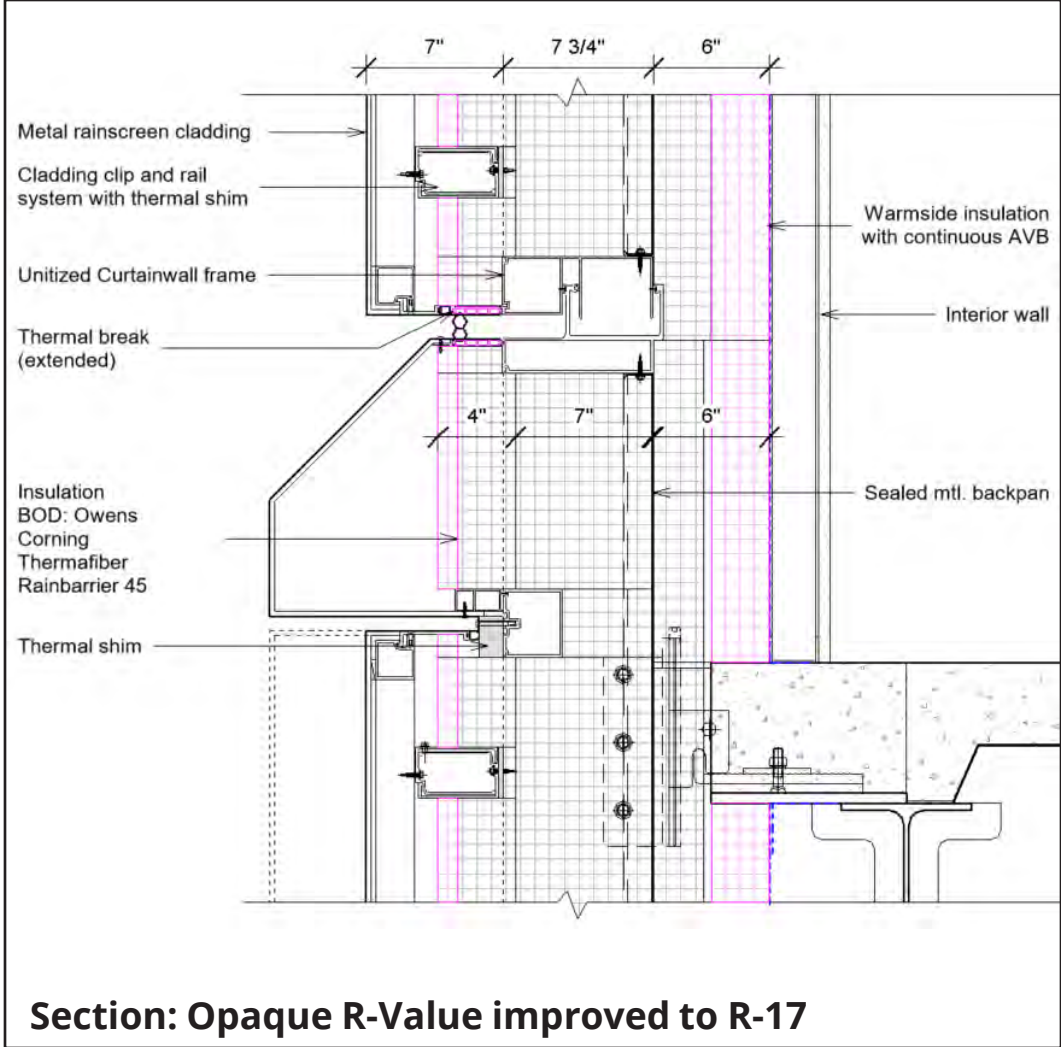 7"
7 3/4"
6"
Metal rainscreen cladding
Cladding clip and rail
system with thermal shim
Warmside insulation
with continuous AVB
Unitized Curtainwall frame
Interior wall
Thermal break
(extended)
4"
7"
6"
Insulation
BOD: Owens
Corning
Thermafiber
Rainbarrier 45
Sealed mtl. backpan
Thermal shim
Section: Opaque R-Value improved to R-17